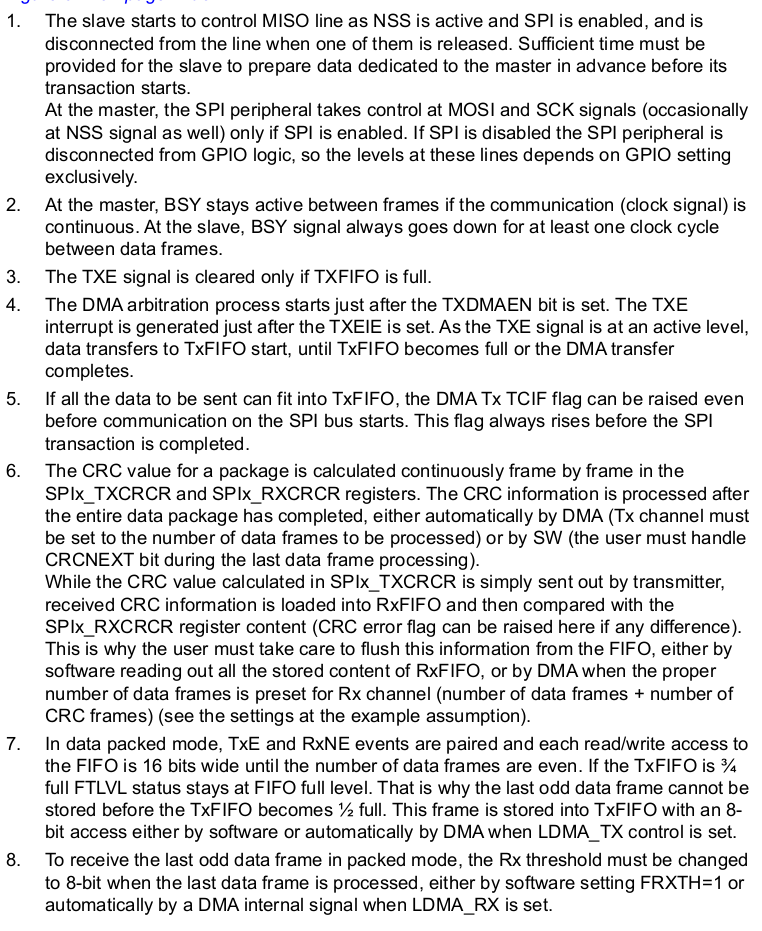 1. The slave starts to control MISO line as NSS is active and SPI is enabled, and is
disconnected from the line when one of them is released. Sufficient time must be
provided for the slave to prepare data dedicated to the master in advance before its
transaction starts.
At the master, the SPI peripheral takes control at MOSI and SCK signals (occasionally
at NSS signal as well) only if SPI is enabled. If SPI is disabled the SPI peripheral is
disconnected from GPIO logic, so the levels at these lines depends on GPIO setting
exclusively.
2. At the master, BSY stays active between frames if the communication (clock signal) is
continuous. At the slave, BSY signal always goes down for at least one clock cycle
between data frames.
3. The TXE signal is cleared only if TXFIFO is full.
4. The DMA arbitration process starts just after the TXDMAEN bit is set. The TXE
interrupt is generated just after the TXEIE is set. As the TXE signal is at an active level,
data transfers to TxFIFO start, until TxFIFO becomes full or the DMA transfer
completes.
5. If all the data to be sent can fit into TxFIFO, the DMA Tx TCIF flag can be raised even
before communication on the SPI bus starts. This flag always rises before the SPI
transaction is completed.
6. The CRC value for a package is calculated continuously frame by frame in the
SPIx_TXCRCR and SPIx_RXCRCR registers. The CRC information is processed after
the entire data package has completed, either automatically by DMA (Tx channel must
be set to the number of data frames to be processed) or by SW (the user must handle
CRCNEXT bit during the last data frame processing).
While the CRC value calculated in SPIx_TXCRCR is simply sent out by transmitter,
received CRC information is loaded into RxFIFO and then compared with the
SPIx_RXCRCR register content (CRC error flag can be raised here if any difference).
This is why the user must take care to flush this information from the FIFO, either by
software reading out all the stored content of RxFIFO, or by DMA when the proper
number of data frames is preset for Rx channel (number of data frames + number of
CRC frames) (see the settings at the example assumption).
7. In data packed mode, TxE and RxNE events are paired and each read/write access to
the FIFO is 16 bits wide until the number of data frames are even. If the TxFIFO is ¾
full FTLVL status stays at FIFO full level. That is why the last odd data frame cannot be
stored before the TxFIFO becomes ½ full. This frame is stored into TxFIFO with an 8-
bit access either by software or automatically by DMA when LDMA_TX control is set.
8. To receive the last odd data frame in packed mode, the Rx threshold must be changed
to 8-bit when the last data frame is processed, either by software setting FRXTH=1 or
automatically by a DMA internal signal when LDMA_RX is set.